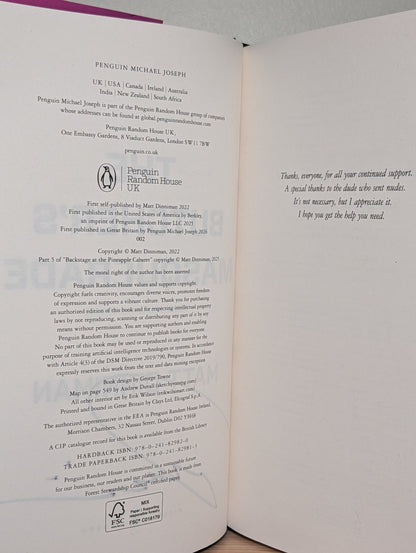 PENGUIN MICHAEL JOSEPH
UK | USA | Canada | Ireland | Australia
India | New Zealand | South Africa
Penguin Michael Joseph is part of the Penguin Random House group of companies
whose addresses can be found at global.penguinrandomhouse.com
Penguin Random House UK,
One Embassy Gardens, 8 Viaduct Gardens, London SW11 7BW
penguin.co.uk
Penguin
Random House
UK
First self-published by Matt Dinniman 2022
First published in the United States of America by Berkley,
an imprint of Penguin Random House LLC 2025
First published in Great Britain by Penguin Michael Joseph 2026
002
Copyright © Matt Dinniman, 2022
Part 5 of "Backstage at the Pineapple Cabaret" copyright © Matt Dinniman, 2025
The moral right of the author has been asserted
Penguin Random House values and supports copyright.
Copyright fuels creativity, encourages diverse voices, promotes freedom
of expression and supports a vibrant culture. Thank you for purchasing
an authorized edition of this book and for respecting intellectual property
laws by not reproducing, scanning or distributing any part of it by any
means without permission. You are supporting authors and enabling
Penguin Random House to continue to publish books for everyone.
No part of this book may be used or reproduced in any manner for the
purpose of training artificial intelligence technologies or systems. In accordance
with Article 4(3) of the DSM Directive 2019/790, Penguin Random House
expressly reserves this work from the text and data mining exception
Book design by George Towne
Map on page 549 by Andrew Duvall
All other interior art by Erik Wilson
Printed and bound in Great Britain by Clays Ltd, Elcograf S.p.A.
The authorized representative in the EEA is Penguin Random House Ireland,
Morrison Chambers, 32 Nassau Street, Dublin D02 YH68
A CIP catalogue record for this book is available from the British Library
HARDBACK ISBN: 978-0-241-82982-0
TRADE PAPERBACK ISBN: 978-0-241-82981-3
Penguin Random House is committed to a sustainable future
for our business, our readers and our planet. This book is made from
Forest Stewardship Council® certified paper.
FSC
MIX
Paper | Supporting
responsible forestry
FSC® C018179
Thanks, everyone, for all your continued support.
A special thanks to the dude who sent nudes.
It's not necessary, but I appreciate it.
I hope you get the help you need.